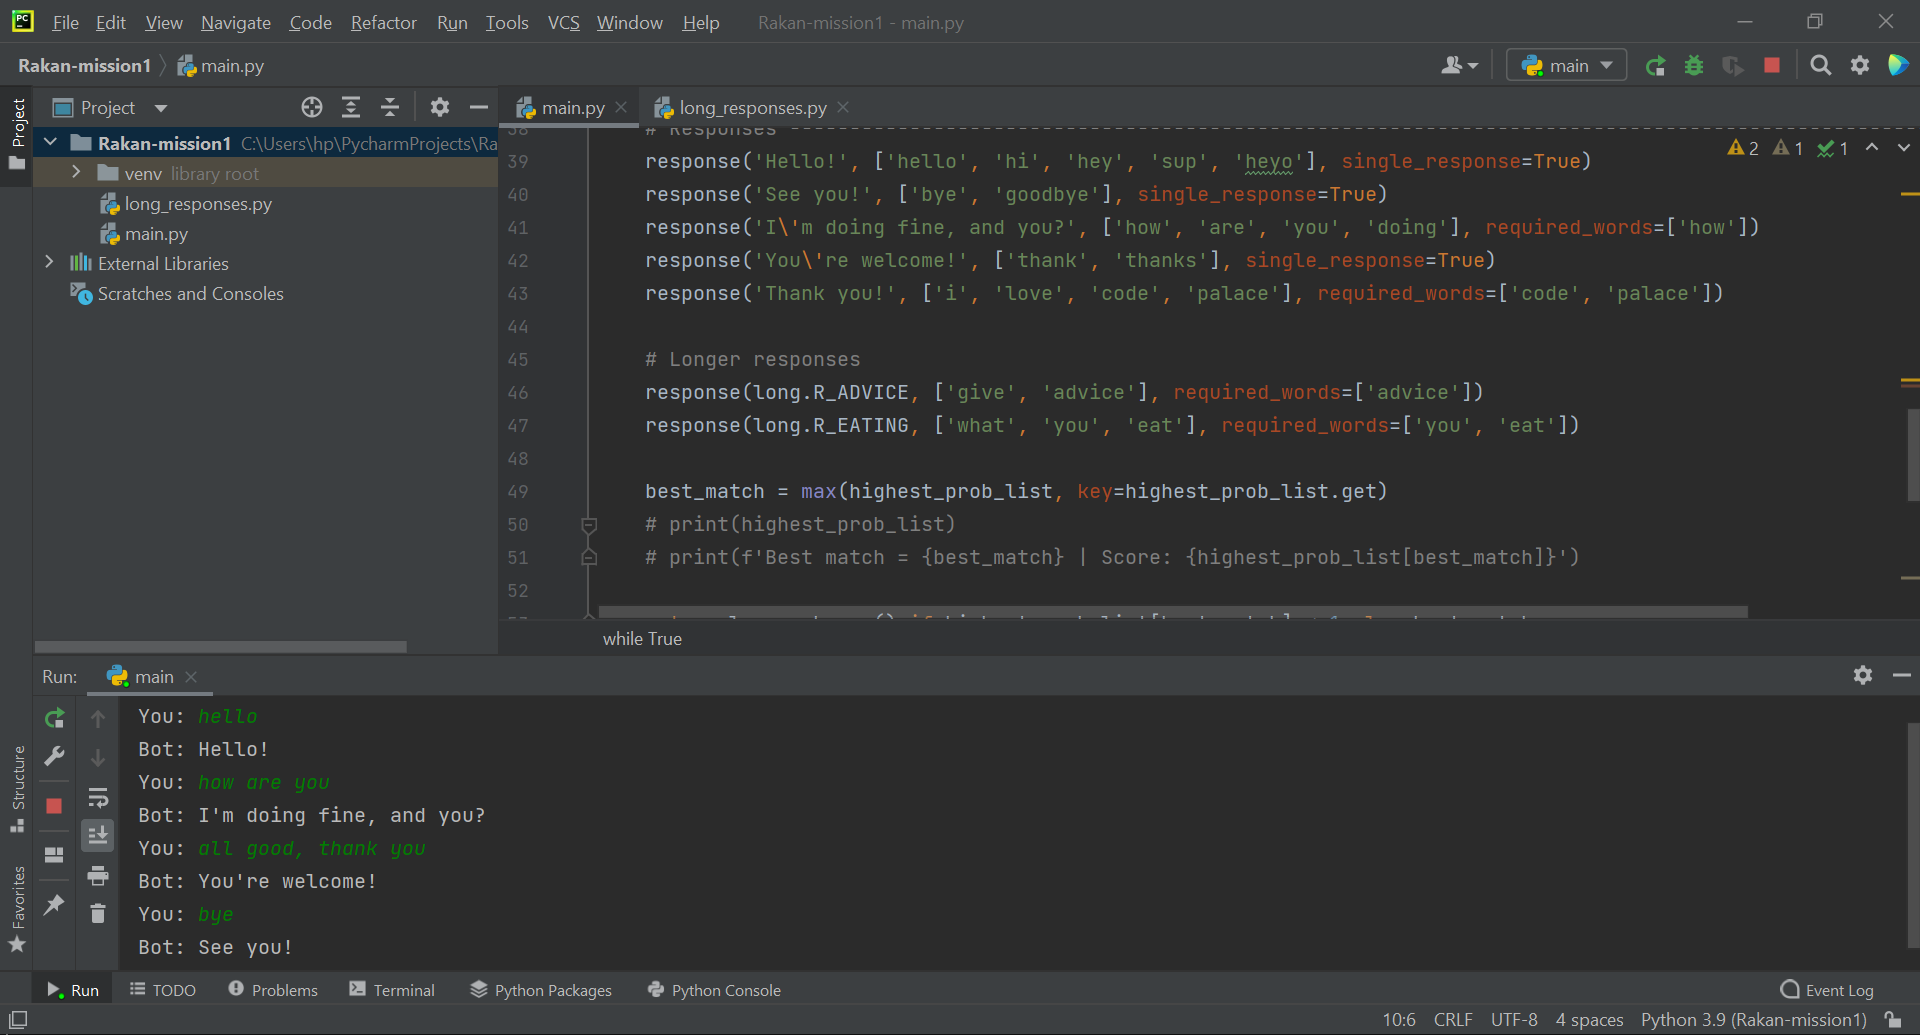 PC File Edit View Navigate Code Refactor Run Tools VCS Window Help Rakan-mission1 - main.py
Rakan-mission1 main.py main
Project
Project
main.py
long_responses.py
Rakan-mission1 C:\Users\hp\PycharmProjects\Ra
venv library root
long_responses.py
main.py
External Libraries
Scratches and Consoles
2 1 1
38 # Responses
39 response('Hello!', ['hello', 'hi', 'hey', 'sup', 'heyo'], single_response=True)
40 response('See you!', ['bye', 'goodbye'], single_response=True)
41 response('I\'m doing fine, and you?', ['how', 'are', 'you', 'doing'], required_words=['how'])
42 response('You\'re welcome!', ['thank', 'thanks'], single_response=True)
43 response('Thank you!', ['i', 'love', 'code', 'palace'], required_words=['code', 'palace'])
44
45 # Longer responses
46 response(long.R_ADVICE, ['give', 'advice'], required_words=['advice'])
47 response(long.R_EATING, ['what', 'you', 'eat'], required_words=['you', 'eat'])
48
49 best_match = max(highest_prob_list, key=highest_prob_list.get)
50 # print(highest_prob_list)
51 # print(f'Best match = {best_match} | Score: {highest_prob_list[best_match]}')
52
while True
Run: main
You: hello
Bot: Hello!
You: how are you
Bot: I'm doing fine, and you?
You: all good, thank you
Bot: You're welcome!
You: bye
Bot: See you!
Structure
Favorites
Run TODO Problems Terminal Python Packages Python Console Event Log
10:6 CRLF UTF-8 4 spaces Python 3.9 (Rakan-mission1)